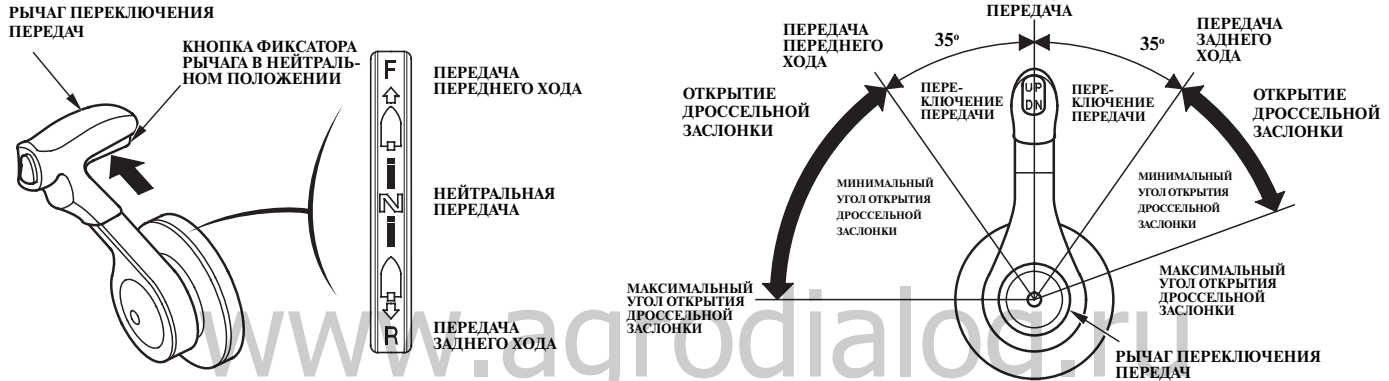 РЫЧАГ ПЕРЕКЛЮЧЕНИЯ
ПЕРЕДАЧ
КНОПКА ФИКСАТОРА
РЫЧАГА В НЕЙТРАЛЬ-
НОМ ПОЛОЖЕНИИ
F
N
R
ПЕРЕДАЧА
ПЕРЕДНЕГО ХОДА
НЕЙТРАЛЬНАЯ
ПЕРЕДАЧА
ПЕРЕДАЧА
ЗАДНЕГО ХОДА
ПЕРЕДАЧА
ПЕРЕДАЧА
ПЕРЕДНЕГО
ХОДА
35º
35º
ПЕРЕДАЧА
ЗАДНЕГО
ХОДА
ОТКРЫТИЕ
ДРОССЕЛЬНОЙ
ЗАСЛОНКИ
ПЕРЕ-
КЛЮЧЕНИЕ
ПЕРЕДАЧИ
UP
DN
ПЕРЕ-
КЛЮЧЕНИЕ
ПЕРЕДАЧИ
ОТКРЫТИЕ
ДРОССЕЛЬНОЙ
ЗАСЛОНКИ
МИНИМАЛЬНЫЙ
УГОЛ ОТКРЫТИЯ
ДРОССЕЛЬНОЙ
ЗАСЛОНКИ
МИНИМАЛЬНЫЙ
УГОЛ ОТКРЫТИЯ
ДРОССЕЛЬНОЙ
ЗАСЛОНКИ
МАКСИМАЛЬНЫЙ
УГОЛ ОТКРЫТИЯ
ДРОССЕЛЬНОЙ
ЗАСЛОНКИ
МАКСИМАЛЬНЫЙ
УГОЛ ОТКРЫТИЯ
ДРОССЕЛЬНОЙ
ЗАСЛОНКИ
РЫЧАГ ПЕРЕКЛЮЧЕНИЯ
ПЕРЕДАЧ
www.agrodialog.ru